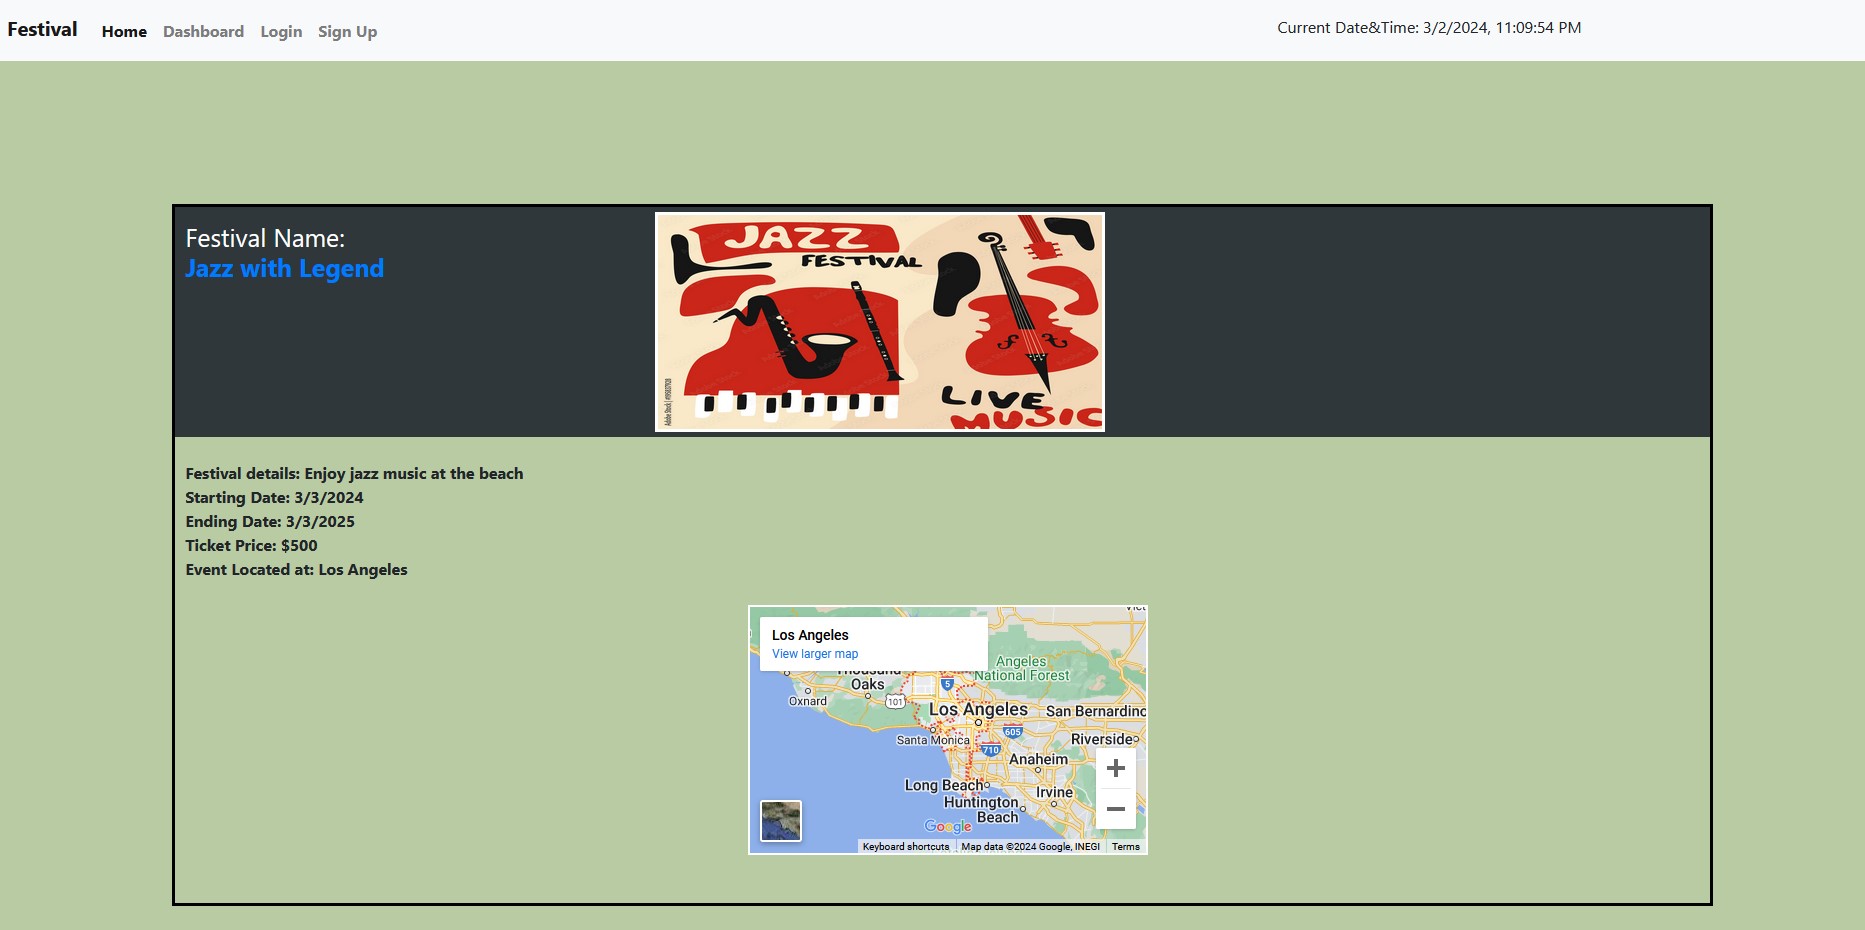 Festival Home Dashboard Login Sign Up Current Date&Time: 3/2/2024, 11:09:54 PM
Festival Name:
Jazz with Legend
JAZZ
FESTIVAL
LIVE
MUSIC
Festival details: Enjoy jazz music at the beach
Starting Date: 3/3/2024
Ending Date: 3/3/2025
Ticket Price: $500
Event Located at: Los Angeles
Los Angeles
View larger map
Angeles
National Forest
Thousand
Oaks
5
Oxnard
101
Los Angeles
San Bernardino
605
Santa Monica
Riverside
710
Anaheim
Long Beach
Irvine
Huntington
Beach
Google
Keyboard shortcuts Map data ©2024 Google, INEGI Terms